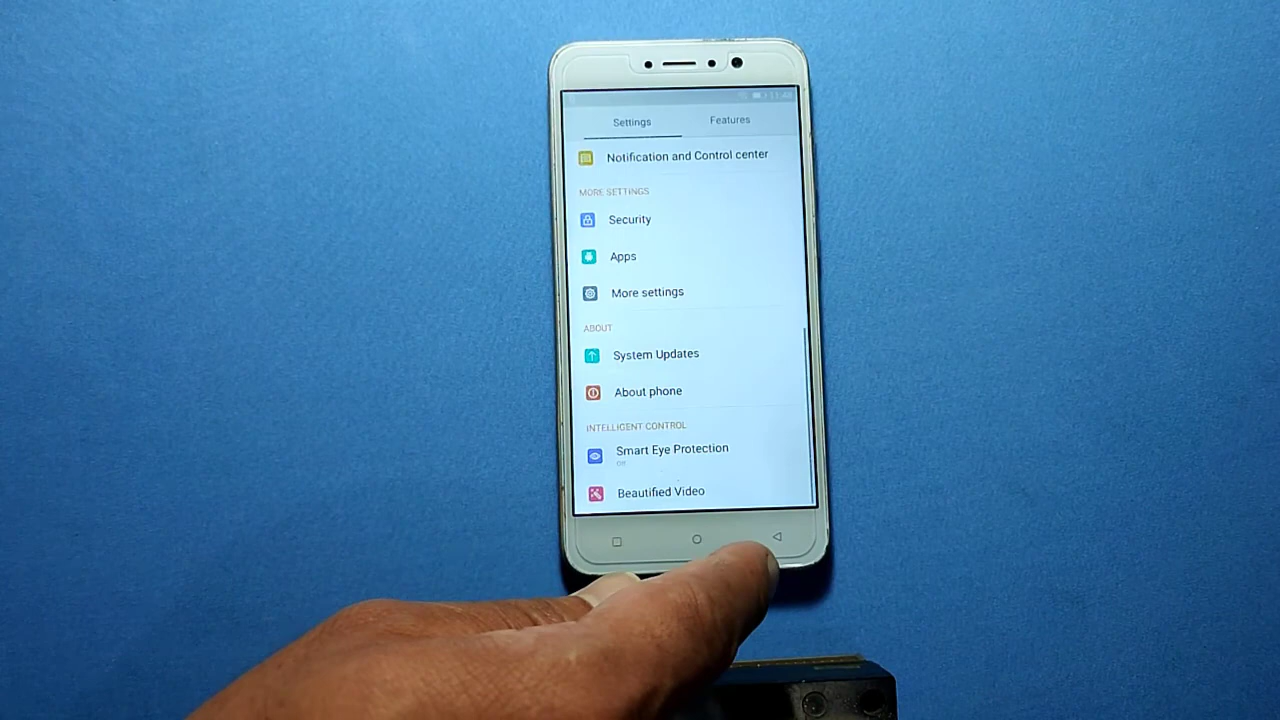 Settings
Features
Notification and Control center
MORE SETTINGS
Security
Apps
More settings
ABOUT
System Updates
About phone
INTELLIGENT CONTROL
Smart Eye Protection
Off
Beautified Video